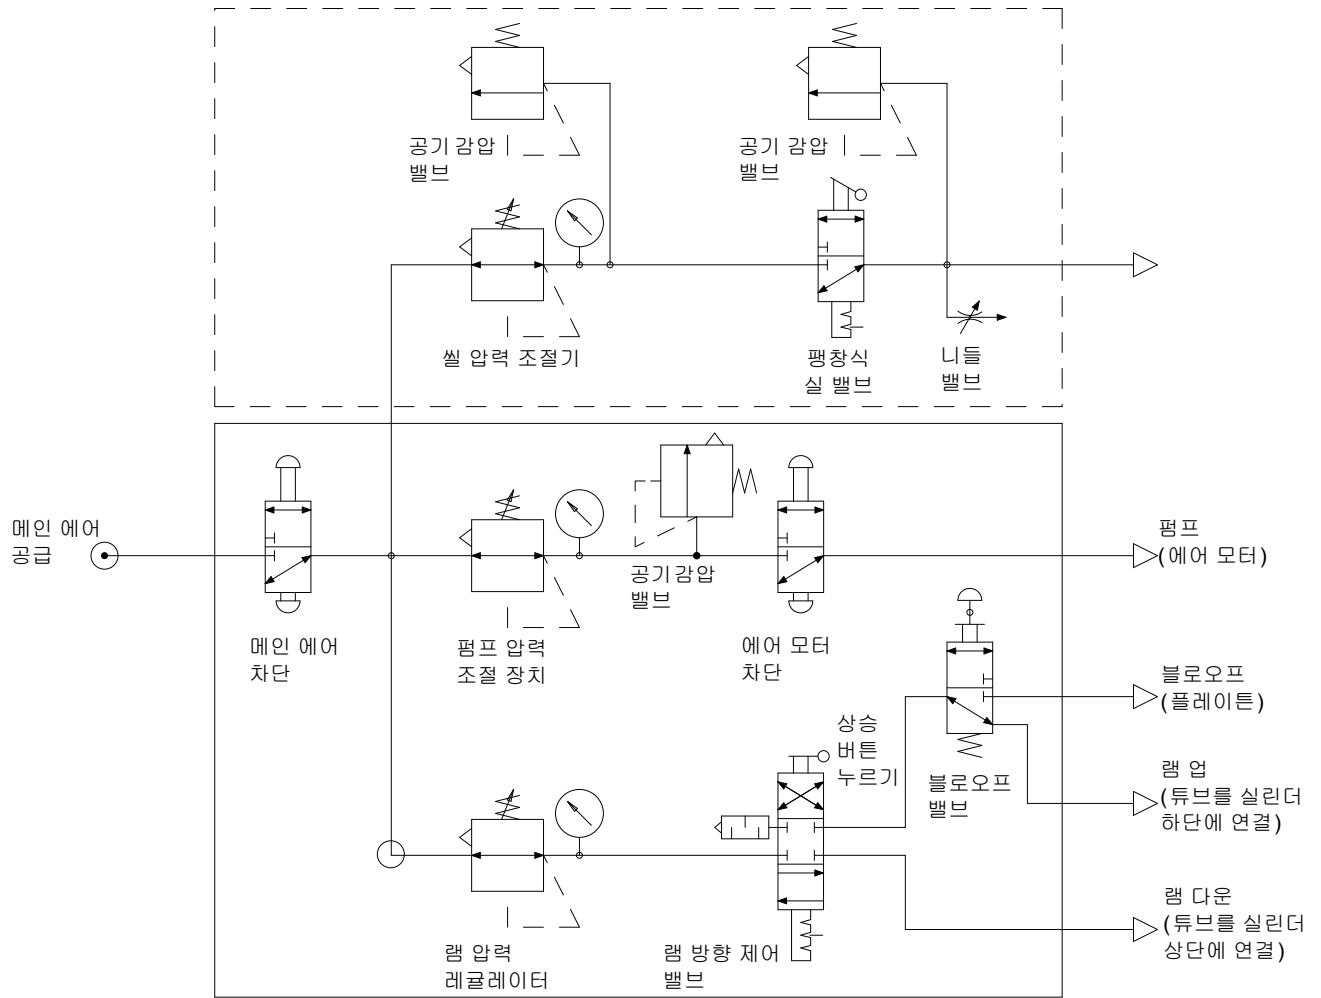 공기 감압
밸브
공기 감압
밸브
씰 압력 조절기
팽창식
실 밸브
니들
밸브
메인 에어
공급
메인 에어
차단
펌프 압력
조절 장치
공기감압
밸브
에어 모터
차단
펌프
(에어 모터)
블로오프
(플레이튼)
상승
버튼
누르기
블로오프
밸브
램 업
(튜브를 실린더
하단에 연결)
램 압력
레귤레이터
램 방향 제어
밸브
램 다운
(튜브를 실린더
상단에 연결)